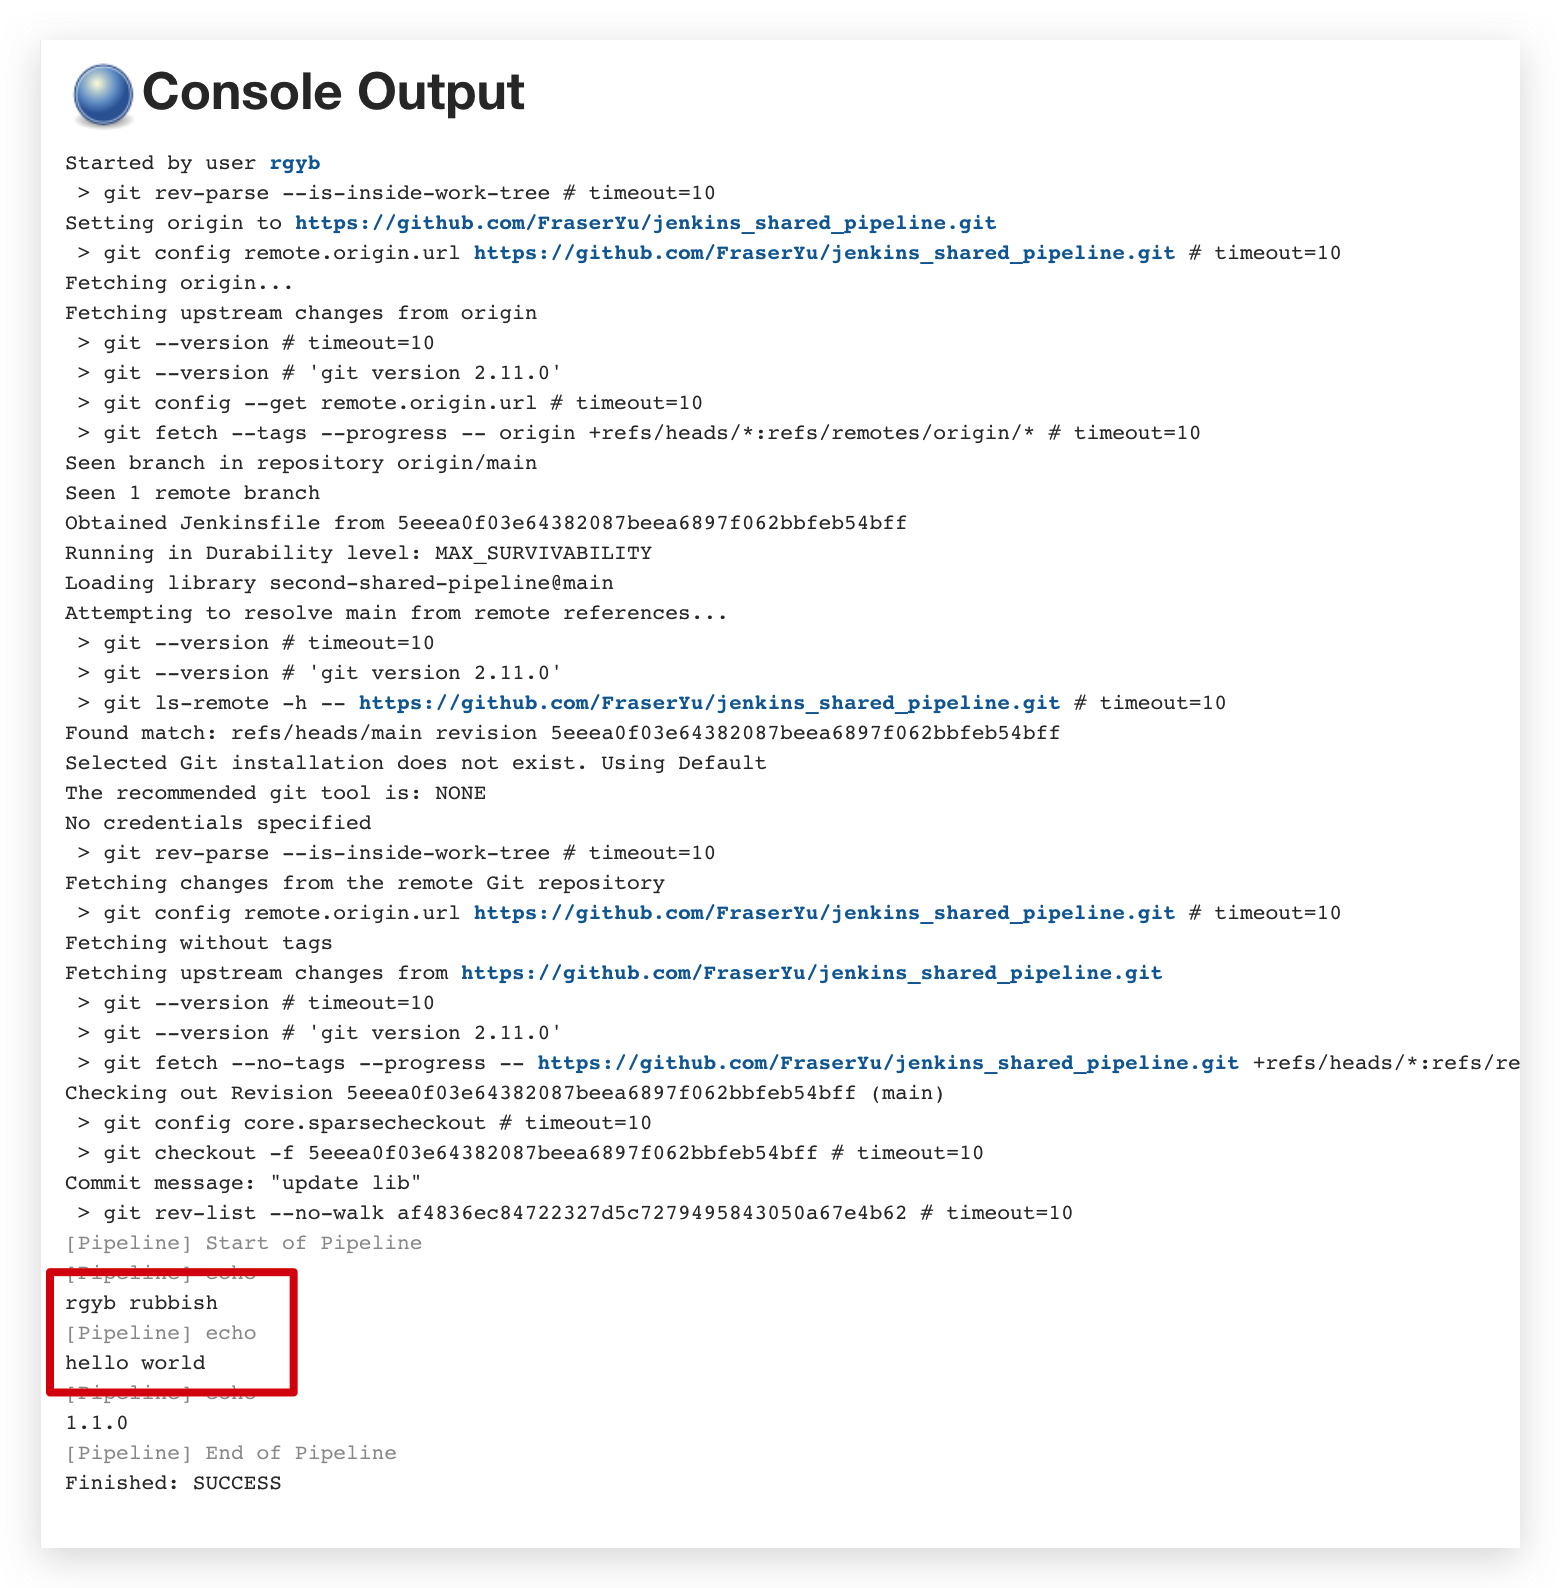 Console Output
Started by user rgyb
 > git rev-parse --is-inside-work-tree # timeout=10
Setting origin to https://github.com/FraserYu/jenkins_shared_pipeline.git
 > git config remote.origin.url https://github.com/FraserYu/jenkins_shared_pipeline.git # timeout=10
Fetching origin...
Fetching upstream changes from origin
 > git --version # timeout=10
 > git --version # 'git version 2.11.0'
 > git config --get remote.origin.url # timeout=10
 > git fetch --tags --progress -- origin +refs/heads/*:refs/remotes/origin/* # timeout=10
Seen branch in repository origin/main
Seen 1 remote branch
Obtained Jenkinsfile from 5eeea0f03e64382087beea6897f062bbfeb54bff
Running in Durability level: MAX_SURVIVABILITY
Loading library second-shared-pipeline@main
Attempting to resolve main from remote references...
 > git --version # timeout=10
 > git --version # 'git version 2.11.0'
 > git ls-remote -h -- https://github.com/FraserYu/jenkins_shared_pipeline.git # timeout=10
Found match: refs/heads/main revision 5eeea0f03e64382087beea6897f062bbfeb54bff
Selected Git installation does not exist. Using Default
The recommended git tool is: NONE
No credentials specified
 > git rev-parse --is-inside-work-tree # timeout=10
Fetching changes from the remote Git repository
 > git config remote.origin.url https://github.com/FraserYu/jenkins_shared_pipeline.git # timeout=10
Fetching without tags
Fetching upstream changes from https://github.com/FraserYu/jenkins_shared_pipeline.git
 > git --version # timeout=10
 > git --version # 'git version 2.11.0'
 > git fetch --no-tags --progress -- https://github.com/FraserYu/jenkins_shared_pipeline.git +refs/heads/*:refs/re
Checking out Revision 5eeea0f03e64382087beea6897f062bbfeb54bff (main)
 > git config core.sparsecheckout # timeout=10
 > git checkout -f 5eeea0f03e64382087beea6897f062bbfeb54bff # timeout=10
Commit message: "update lib"
 > git rev-list --no-walk af4836ec84722327d5c7279495843050a67e4b62 # timeout=10
[Pipeline] Start of Pipeline
[Pipeline] echo
rgyb rubbish
[Pipeline] echo
hello world
[Pipeline] echo
1.1.0
[Pipeline] End of Pipeline
Finished: SUCCESS